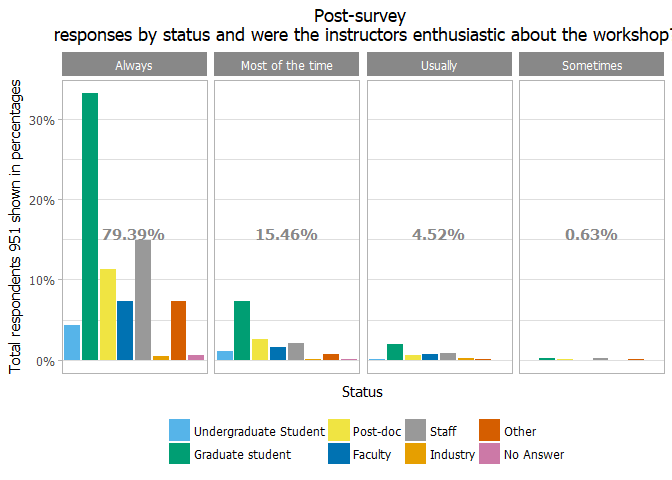 Post-survey
responses by status and were the instructors enthusiastic about the workshop?
Always
Most of the time
Usually
Sometimes
Total respondents 951 shown in percentages
30%
20%
10%
0%
79.39%
15.46%
4.52%
0.63%
Status
Undergraduate Student
Post-doc
Staff
Other
Graduate student
Faculty
Industry
No Answer